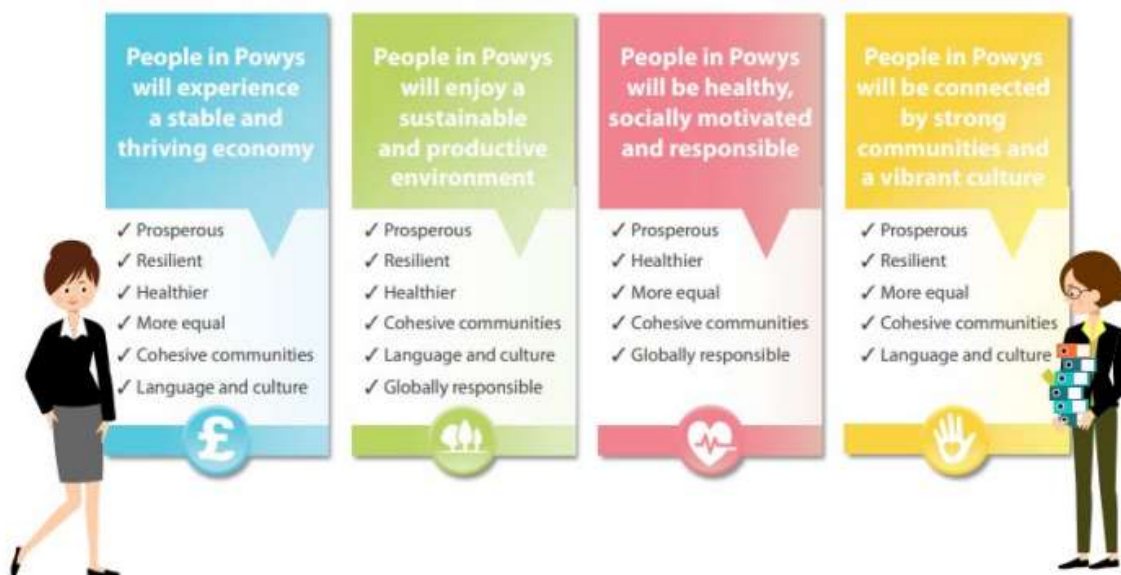 People in Powys
will experience
a stable and
thriving economy
✓ Prosperous
✓ Resilient
✓ Healthier
✓ More equal
✓ Cohesive communities
✓ Language and culture
£
People in Powys
will enjoy a
sustainable
and productive
environment
✓ Prosperous
✓ Resilient
✓ Healthier
✓ Cohesive communities
✓ Language and culture
✓ Globally responsible
People in Powys
will be healthy,
socially motivated
and responsible
✓ Prosperous
✓ Healthier
✓ More equal
✓ Cohesive communities
✓ Globally responsible
People in Powys
will be connected
by strong
communities and
a vibrant culture
✓ Prosperous
✓ Resilient
✓ More equal
✓ Cohesive communities
✓ Language and culture